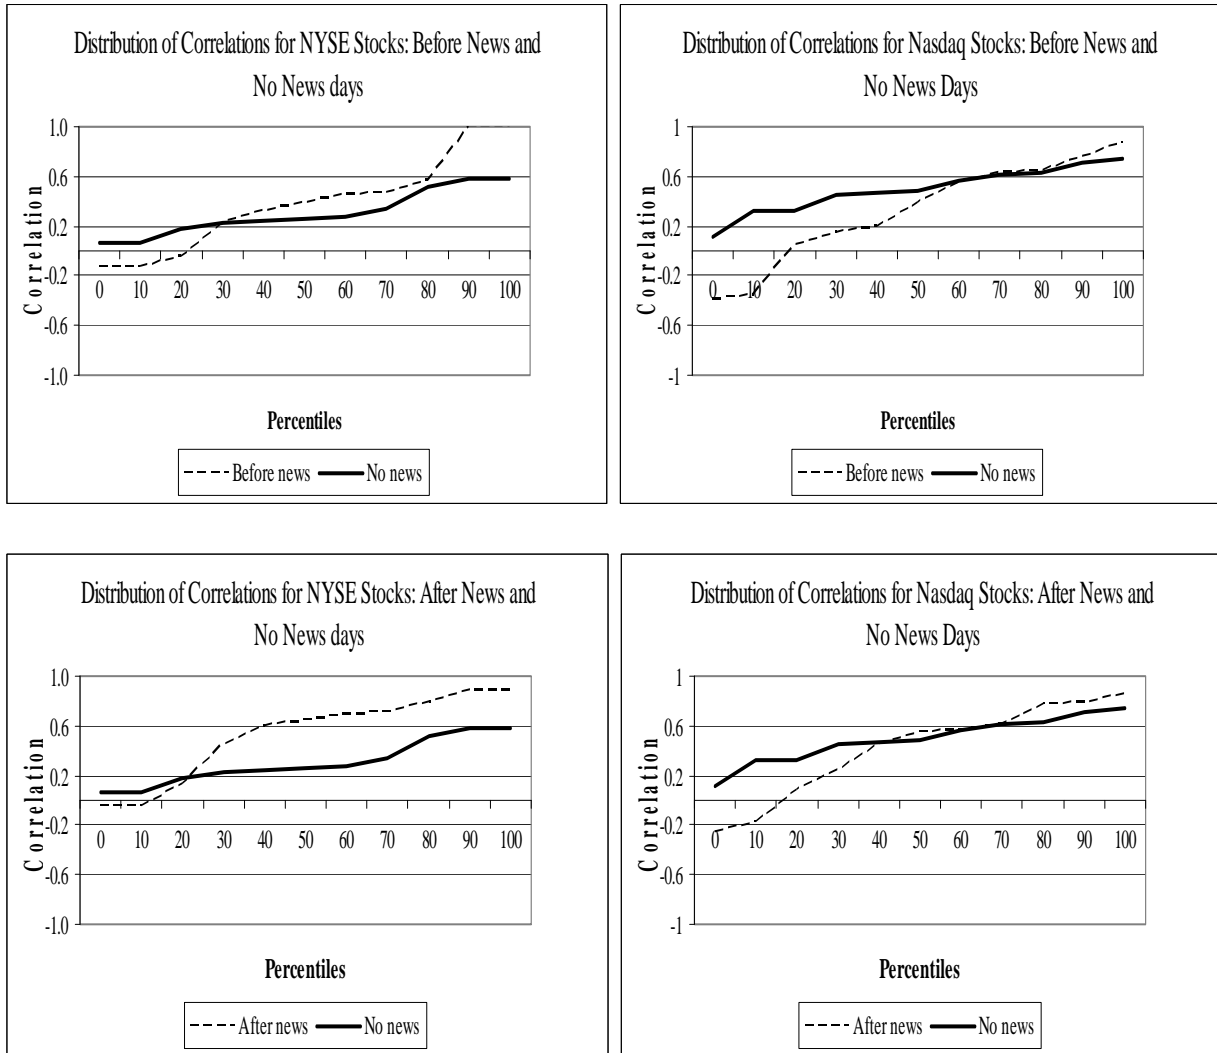 Distribution of Correlations for NYSE Stocks: Before News and
No News days
1.0
0.6
0.2
-0.2
-0.6
-1.0
Correlation
0 10 20 30 40 50 60 70 80 90 100
Percentiles
Before news No news
Distribution of Correlations for Nasdaq Stocks: Before News and
No News Days
1
0.6
0.2
-0.2
-0.6
-1
Correlation
0 10 20 30 40 50 60 70 80 90 100
Percentiles
Before news No news
Distribution of Correlations for NYSE Stocks: After News and
No News days
1.0
0.6
0.2
-0.2
-0.6
-1.0
Correlation
0 10 20 30 40 50 60 70 80 90 100
Percentiles
After news No news
Distribution of Correlations for Nasdaq Stocks: After News and
No News Days
1
0.6
0.2
-0.2
-0.6
-1
Correlation
0 10 20 30 40 50 60 70 80 90 100
Percentiles
After news No news